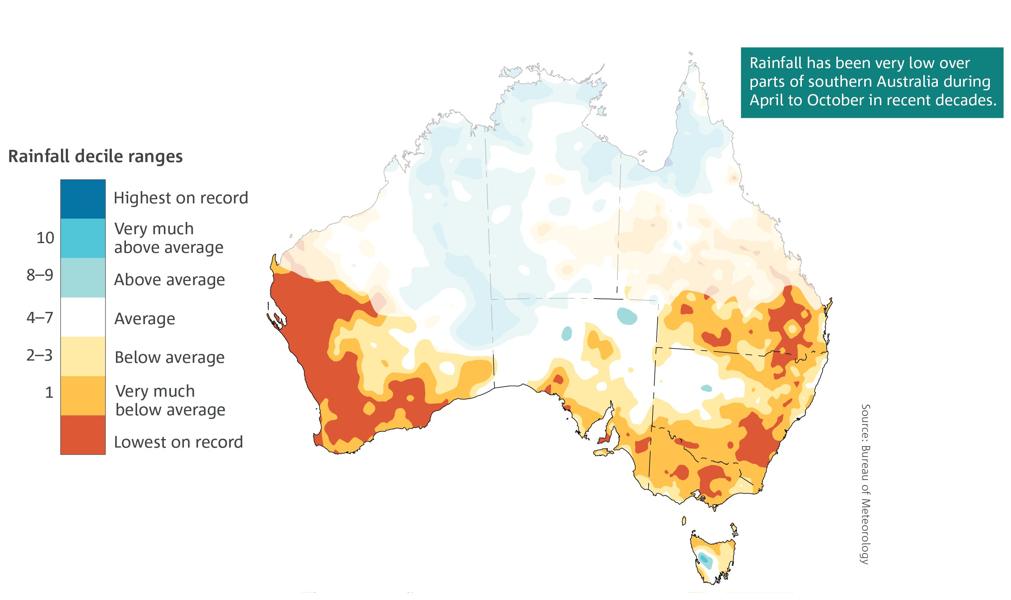 Rainfall has been very low over
parts of southern Australia during
April to October in recent decades.
Rainfall decile ranges
Highest on record
10
Very much
above average
8–9
Above average
4–7
Average
2–3
Below average
1
Very much
below average
Lowest on record
Source: Bureau of Meteorology